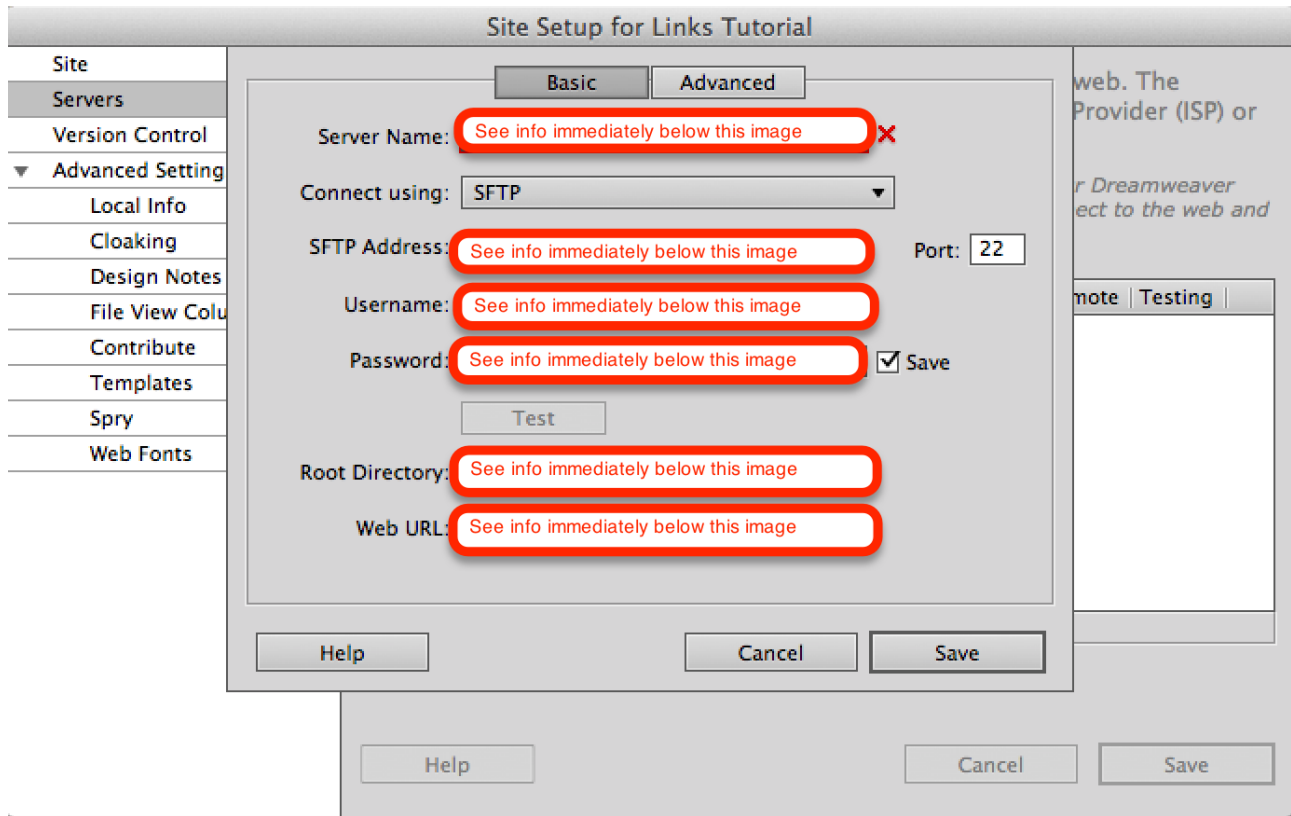 Site Setup for Links Tutorial
Site
Servers
Version Control
Advanced Setting
Local Info
Cloaking
Design Notes
File View Colu
Contribute
Templates
Spry
Web Fonts
Basic
Advanced
Server Name: See info immediately below this image
Connect using: SFTP
SFTP Address: See info immediately below this image Port: 22
Username: See info immediately below this image
Password: See info immediately below this image Save
Test
Root Directory: See info immediately below this image
Web URL: See info immediately below this image
Help Cancel Save
web. The
Provider (ISP) or
r Dreamweaver
ect to the web and
mote Testing
Help Cancel Save